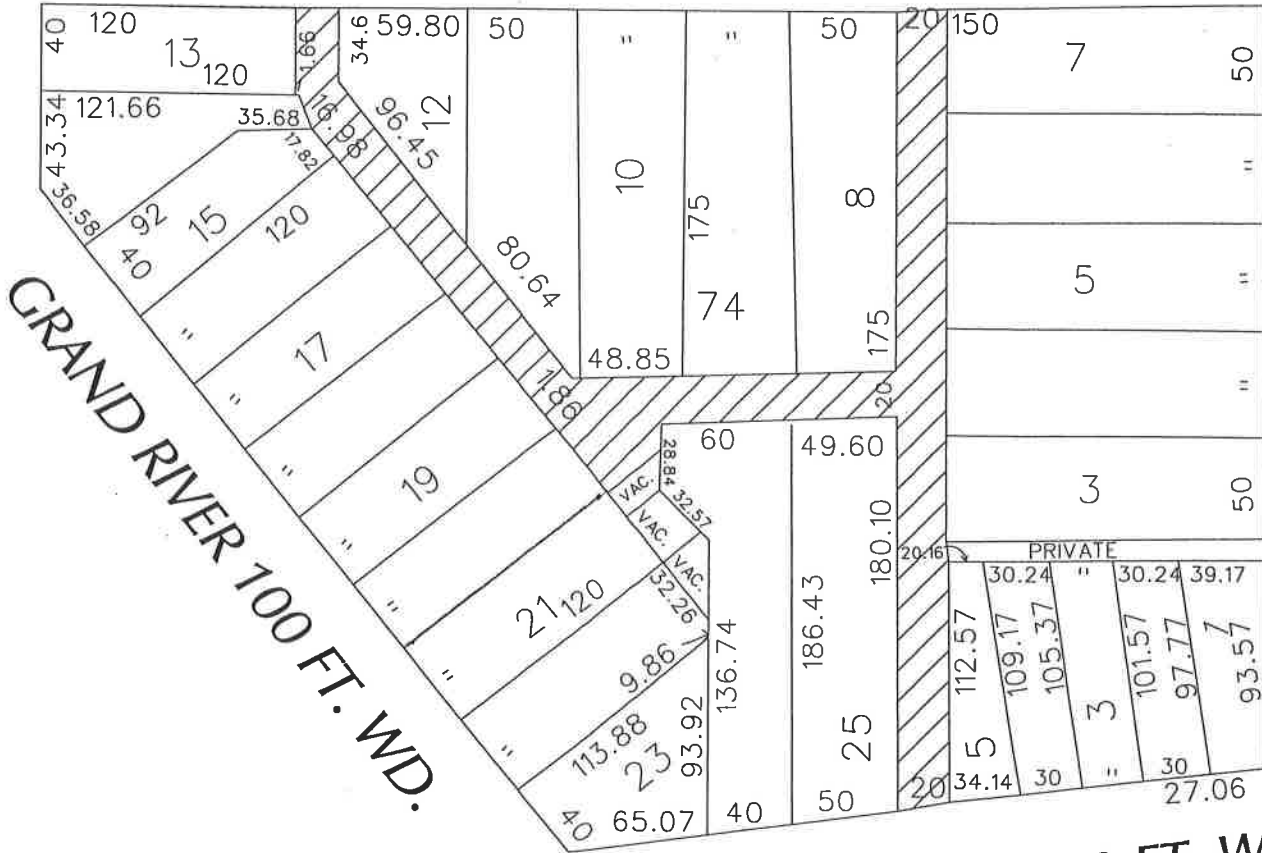 40 120 13 120 1.66
34.6 59.80 50 " " 50 20 150 7 50
43.34 121.66 35.68 16.98 17.82
96.45 12 10 175 8 175 "
36.58 92 15 120 40
80.64 74 5 "
GRAND RIVER 100 FT. WD.
" 17 1.86 48.85 20 "
" 60 49.60
" 19 28.84 32.57 3 50
VAC.
VAC.
VAC.
" 180.10 20.16 PRIVATE
30.24 " 30.24 39.17
" 21 120 32.26 186.43
112.57 109.17 105.37 101.57 97.77 7 93.57
" 9.86 136.74
" 113.88 23 93.92 25 5 3
40 65.07 40 50 20 34.14 30 " 30 27.06
FT. W